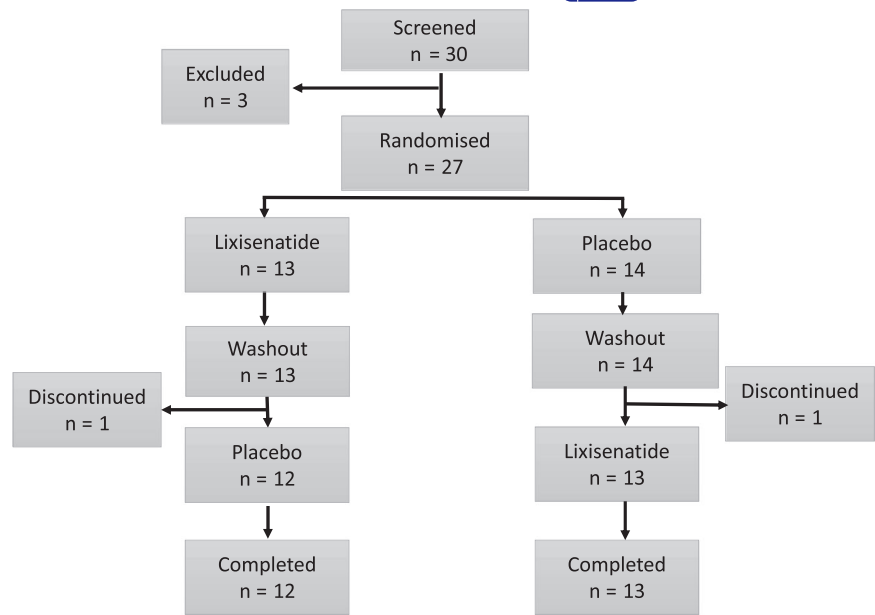 Screened
n = 30
Excluded
n = 3
Randomised
n = 27
Lixisenatide
n = 13
Placebo
n = 14
Washout
n = 13
Washout
n = 14
Discontinued
n = 1
Discontinued
n = 1
Placebo
n = 12
Lixisenatide
n = 13
Completed
n = 12
Completed
n = 13